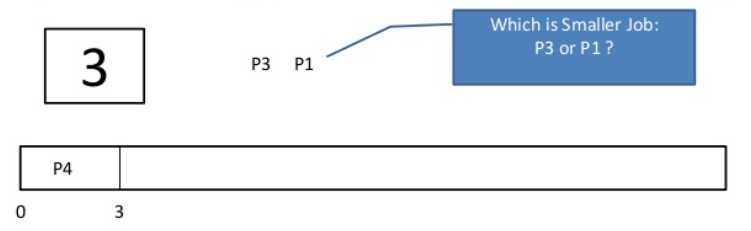 Which is Smaller Job:
P3 or P1 ?
3
P3 P1
P4
0 3